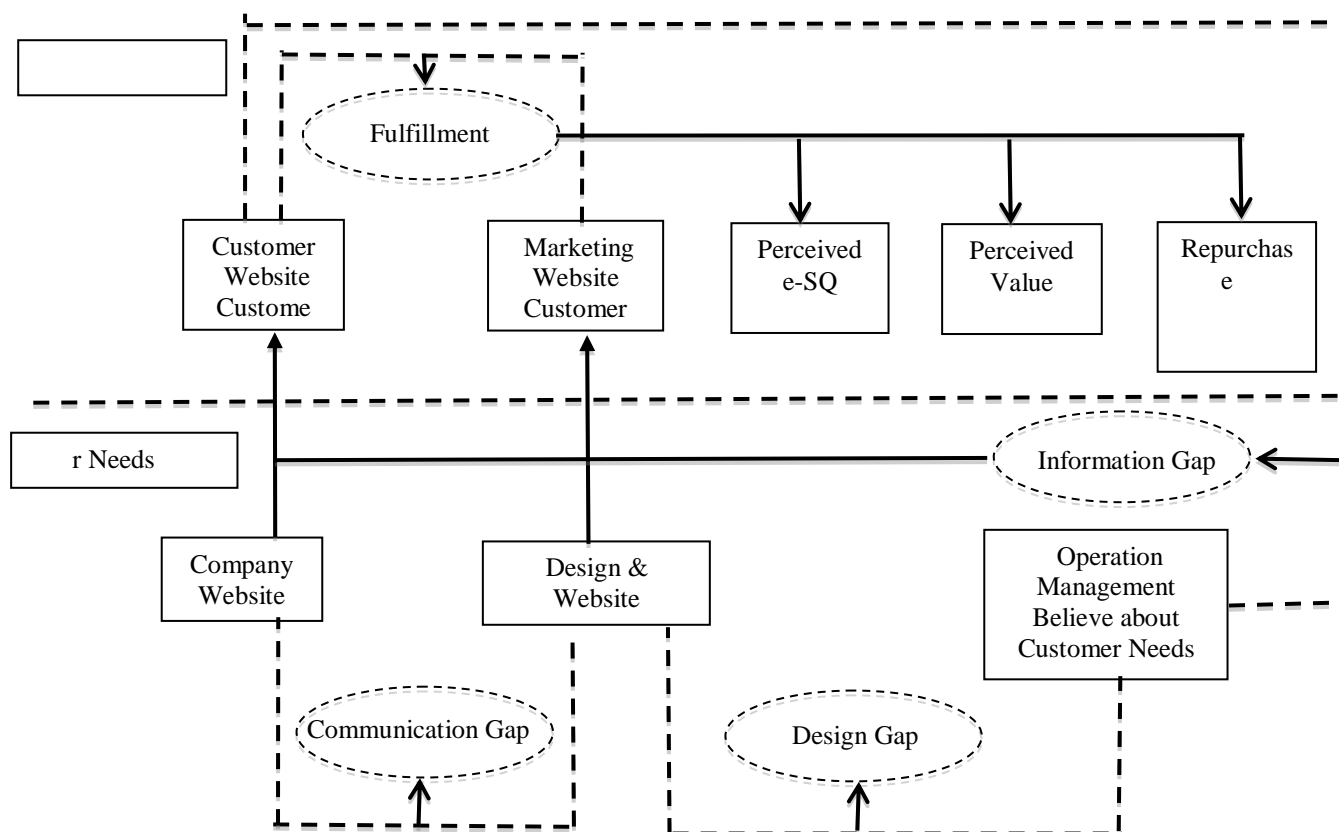 Fulfillment
Customer
Website
Custome
Marketing
Website
Customer
Perceived
e-SQ
Perceived
Value
Repurchas
e
r Needs
Information Gap
Company
Website
Design &
Website
Operation
Management
Believe about
Customer Needs
Communication Gap
Design Gap